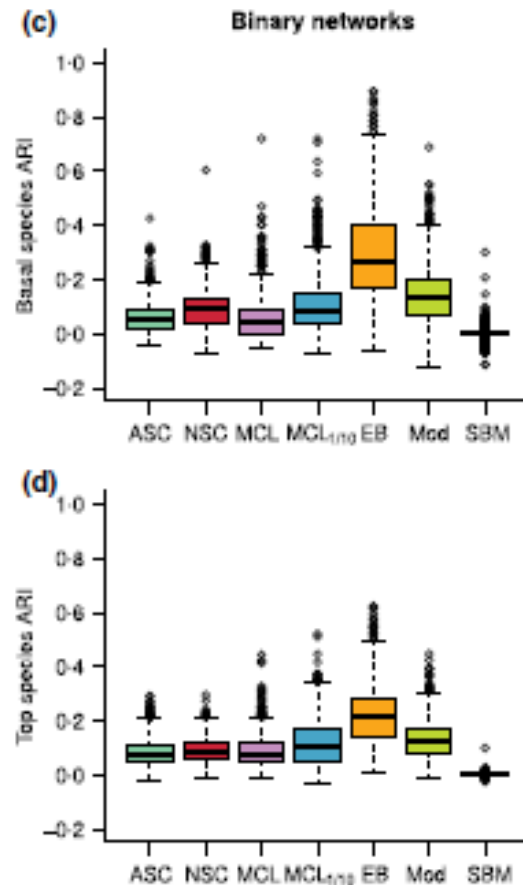 (c)
Binary networks
Basal species ARI
1·0
0·8
0·6
0·4
0·2
0·0
−0·2
ASC NSC MCL MCL1/10 EB Mod SBM
(d)
Top species ARI
1·0
0·8
0·6
0·4
0·2
0·0
−0·2
ASC NSC MCL MCL1/10 EB Mod SBM